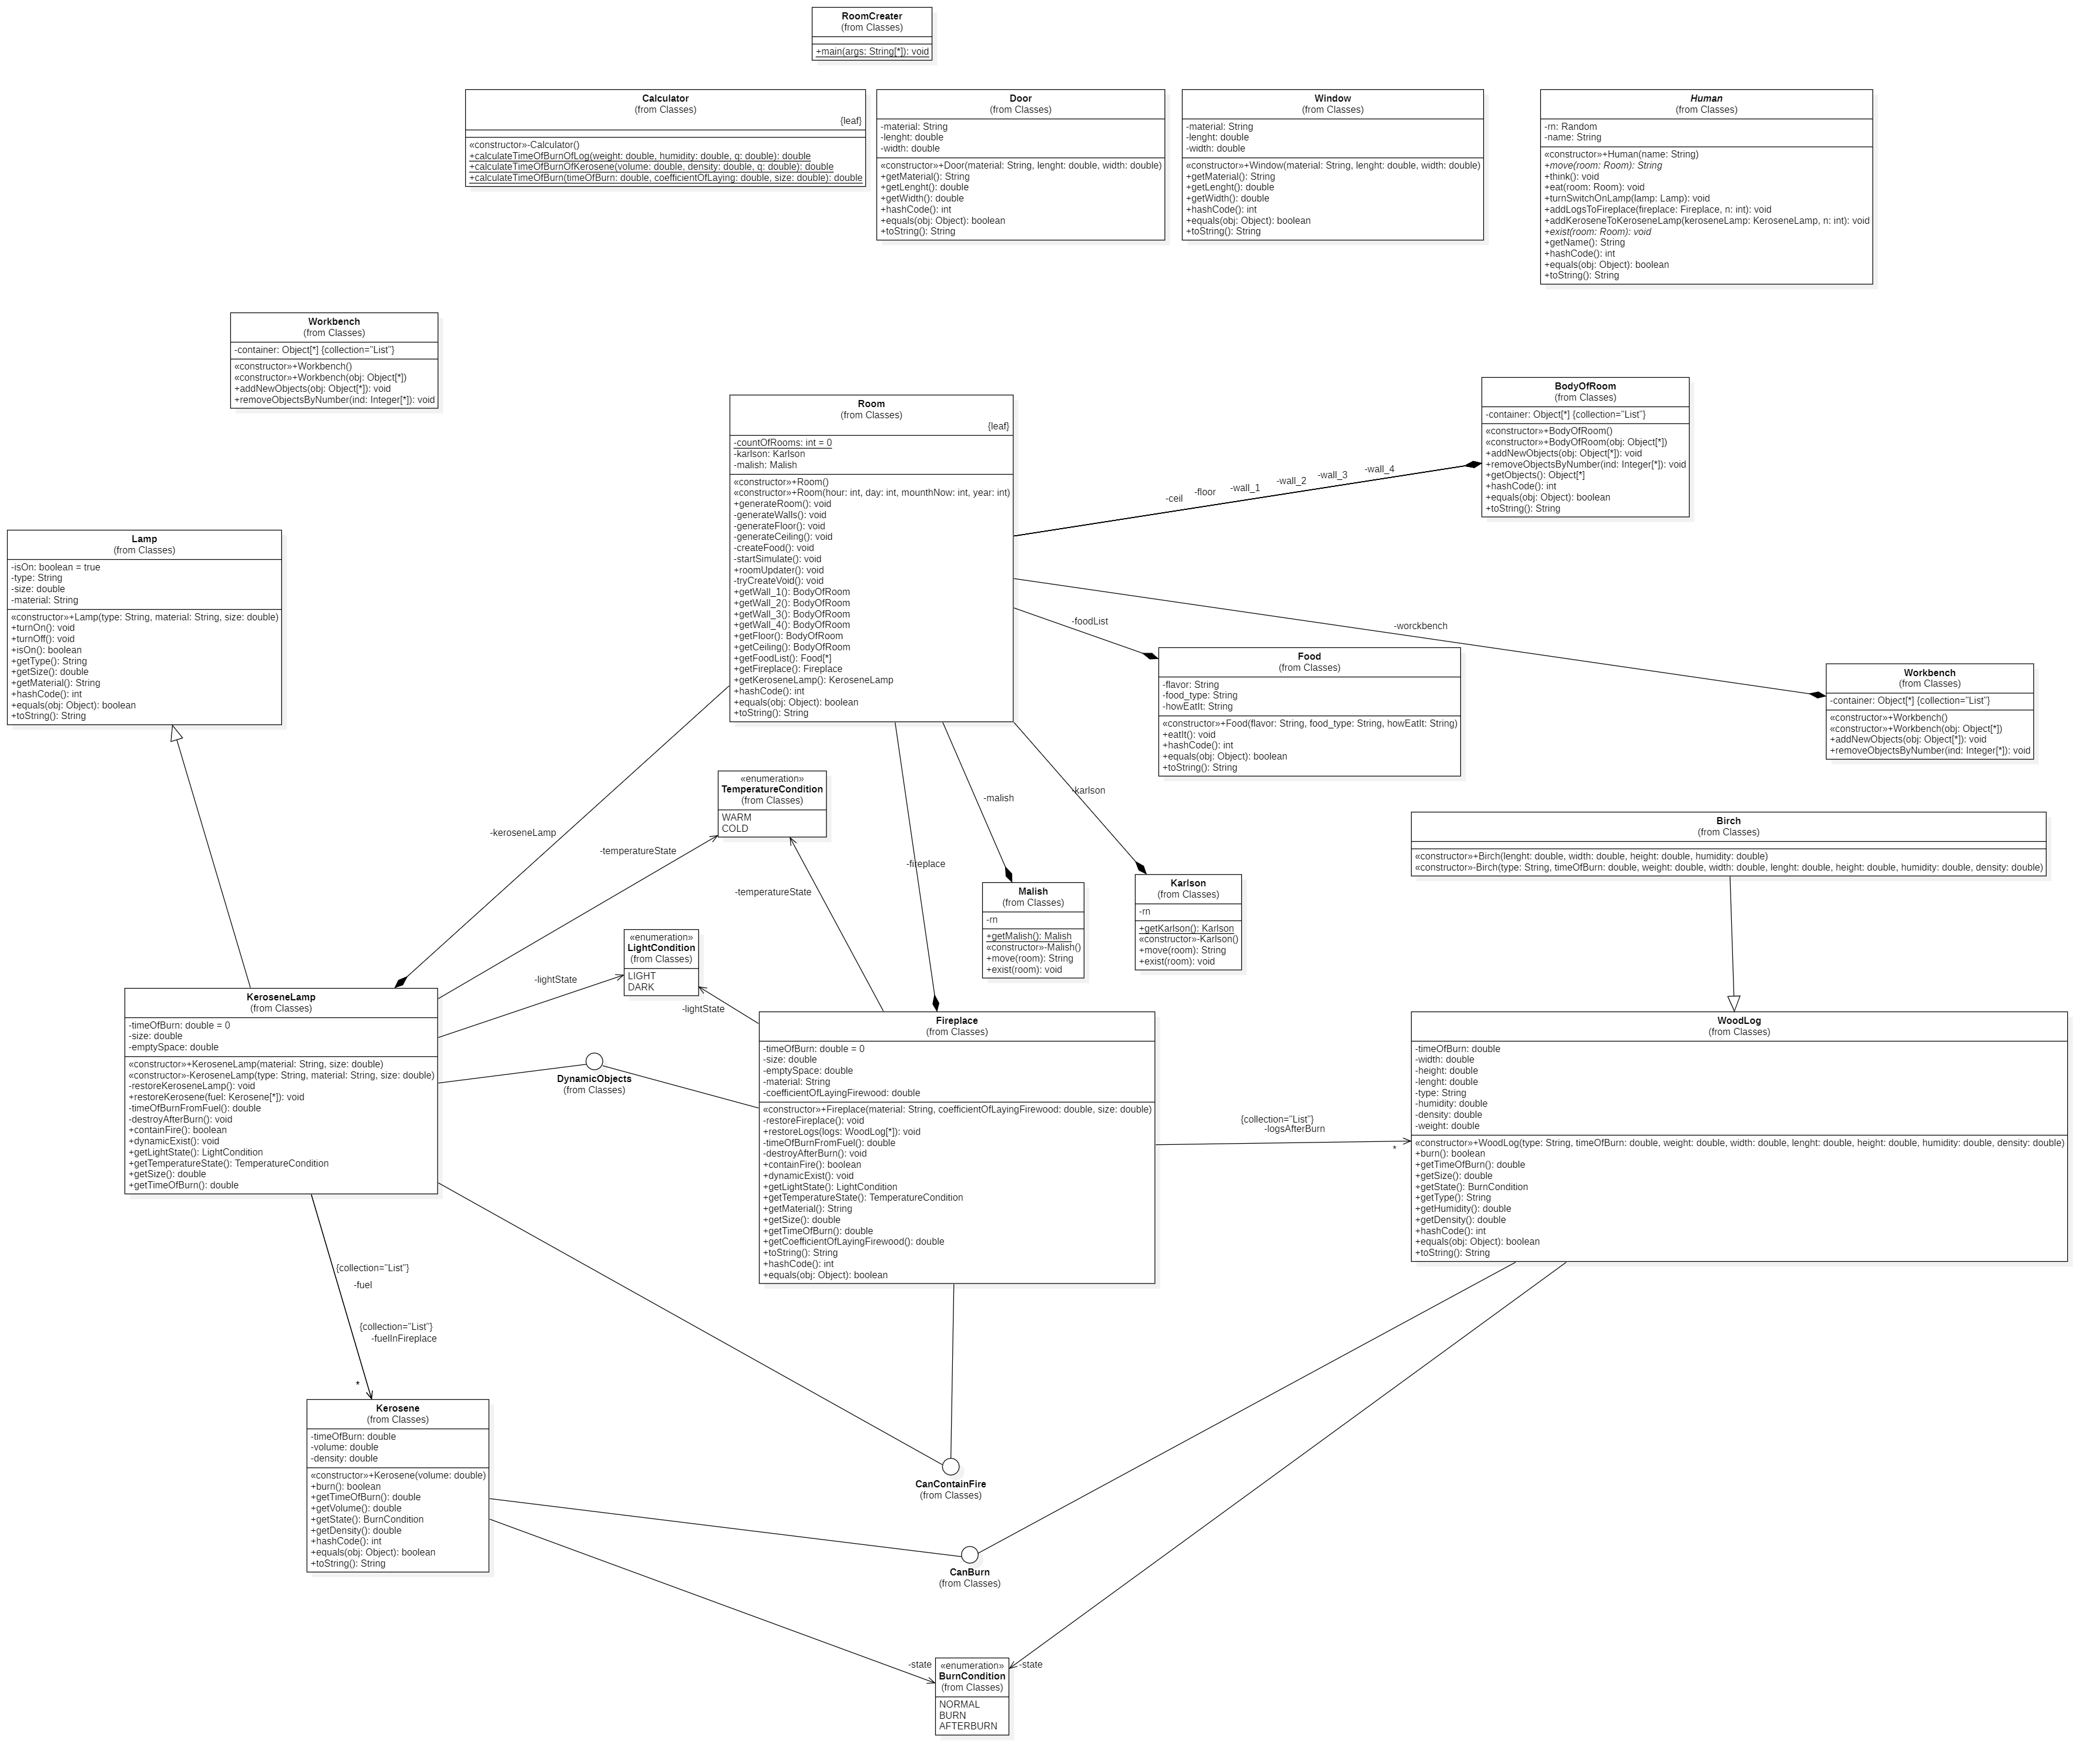 RoomCreater
(from Classes)
+main(args: String[*]): void
Calculator
(from Classes)
{leaf}
«constructor»-Calculator()
+calculateTimeOfBurnOfLog(weight: double, humidity: double, q: double): double
+calculateTimeOfBurnOfKerosene(volume: double, density: double, q: double): double
+calculateTimeOfBurn(timeOfBurn: double, coefficientOfLaying: double, size: double): double
Door
(from Classes)
-material: String
-lenght: double
-width: double
«constructor»+Door(material: String, lenght: double, width: double)
+getMaterial(): String
+getLenght(): double
+getWidth(): double
+hashCode(): int
+equals(obj: Object): boolean
+toString(): String
Window
(from Classes)
-material: String
-lenght: double
-width: double
«constructor»+Window(material: String, lenght: double, width: double)
+getMaterial(): String
+getLenght(): double
+getWidth(): double
+hashCode(): int
+equals(obj: Object): boolean
+toString(): String
Human
(from Classes)
-rn: Random
-name: String
«constructor»+Human(name: String)
+move(room: Room): String
+think(): void
+eat(room: Room): void
+turnSwitchOnLamp(lamp: Lamp): void
+addLogsToFireplace(fireplace: Fireplace, n: int): void
+addKeroseneToKeroseneLamp(keroseneLamp: KeroseneLamp, n: int): void
+exist(room: Room): void
+getName(): String
+hashCode(): int
+equals(obj: Object): boolean
+toString(): String
Workbench
(from Classes)
-container: Object[*] {collection="List"}
«constructor»+Workbench()
«constructor»+Workbench(obj: Object[*])
+addNewObjects(obj: Object[*]): void
+removeObjectsByNumber(ind: Integer[*]): void
Room
(from Classes)
{leaf}
-countOfRooms: int = 0
-karlson: Karlson
-malish: Malish
«constructor»+Room()
«constructor»+Room(hour: int, day: int, mounthNow: int, year: int)
+generateRoom(): void
-generateWalls(): void
-generateFloor(): void
-generateCeiling(): void
-createFood(): void
-startSimulate(): void
+roomUpdater(): void
-tryCreateVoid(): void
+getWall_1(): BodyOfRoom
+getWall_2(): BodyOfRoom
+getWall_3(): BodyOfRoom
+getWall_4(): BodyOfRoom
+getFloor(): BodyOfRoom
+getCeiling(): BodyOfRoom
+getFoodList(): Food[*]
+getFireplace(): Fireplace
+getKeroseneLamp(): KeroseneLamp
+hashCode(): int
+equals(obj: Object): boolean
+toString(): String
-ceil
-floor
-wall_1
-wall_2
-wall_3
-wall_4
BodyOfRoom
(from Classes)
-container: Object[*] {collection="List"}
«constructor»+BodyOfRoom()
«constructor»+BodyOfRoom(obj: Object[*])
+addNewObjects(obj: Object[*]): void
+removeObjectsByNumber(ind: Integer[*]): void
+getObjects(): Object[*]
+hashCode(): int
+equals(obj: Object): boolean
+toString(): String
Lamp
(from Classes)
-isOn: boolean = true
-type: String
-size: double
-material: String
«constructor»+Lamp(type: String, material: String, size: double)
+turnOn(): void
+turnOff(): void
+isOn(): boolean
+getType(): String
+getSize(): double
+getMaterial(): String
+hashCode(): int
+equals(obj: Object): boolean
+toString(): String
-foodList
-worckbench
Food
(from Classes)
-flavor: String
-food_type: String
-howEatIt: String
«constructor»+Food(flavor: String, food_type: String, howEatIt: String)
+eatIt(): void
+hashCode(): int
+equals(obj: Object): boolean
+toString(): String
Workbench
(from Classes)
-container: Object[*] {collection="List"}
«constructor»+Workbench()
«constructor»+Workbench(obj: Object[*])
+addNewObjects(obj: Object[*]): void
+removeObjectsByNumber(ind: Integer[*]): void
«enumeration»
TemperatureCondition
(from Classes)
WARM
COLD
-keroseneLamp
-temperatureState
-temperatureState
-fireplace
-malish
-karlson
Malish
(from Classes)
-rn
+getMalish(): Malish
«constructor»-Malish()
+move(room): String
+exist(room): void
Karlson
(from Classes)
-rn
+getKarlson(): Karlson
«constructor»-Karlson()
+move(room): String
+exist(room): void
Birch
(from Classes)
«constructor»+Birch(lenght: double, width: double, height: double, humidity: double)
«constructor»-Birch(type: String, timeOfBurn: double, weight: double, width: double, lenght: double, height: double, humidity: double, density: double)
«enumeration»
LightCondition
(from Classes)
LIGHT
DARK
-lightState
-lightState
KeroseneLamp
(from Classes)
-timeOfBurn: double = 0
-size: double
-emptySpace: double
«constructor»+KeroseneLamp(material: String, size: double)
«constructor»-KeroseneLamp(type: String, material: String, size: double)
-restoreKeroseneLamp(): void
+restoreKerosene(fuel: Kerosene[*]): void
-timeOfBurnFromFuel(): double
-destroyAfterBurn(): void
+containFire(): boolean
+dynamicExist(): void
+getLightState(): LightCondition
+getTemperatureState(): TemperatureCondition
+getSize(): double
+getTimeOfBurn(): double
DynamicObjects
(from Classes)
Fireplace
(from Classes)
-timeOfBurn: double = 0
-size: double
-emptySpace: double
-material: String
-coefficientOfLayingFirewood: double
«constructor»+Fireplace(material: String, coefficientOfLayingFirewood: double, size: double)
-restoreFireplace(): void
+restoreLogs(logs: WoodLog[*]): void
-timeOfBurnFromFuel(): double
-destroyAfterBurn(): void
+containFire(): boolean
+dynamicExist(): void
+getLightState(): LightCondition
+getTemperatureState(): TemperatureCondition
+getMaterial(): String
+getSize(): double
+getTimeOfBurn(): double
+getCoefficientOfLayingFirewood(): double
+toString(): String
+hashCode(): int
+equals(obj: Object): boolean
{collection="List"}
-logsAfterBurn
*
WoodLog
(from Classes)
-timeOfBurn: double
-width: double
-height: double
-lenght: double
-type: String
-humidity: double
-density: double
-weight: double
«constructor»+WoodLog(type: String, timeOfBurn: double, weight: double, width: double, lenght: double, height: double, humidity: double, density: double)
+burn(): boolean
+getTimeOfBurn(): double
+getSize(): double
+getState(): BurnCondition
+getType(): String
+getHumidity(): double
+getDensity(): double
+hashCode(): int
+equals(obj: Object): boolean
+toString(): String
{collection="List"}
-fuel
{collection="List"}
-fuelInFireplace
*
Kerosene
(from Classes)
-timeOfBurn: double
-volume: double
-density: double
«constructor»+Kerosene(volume: double)
+burn(): boolean
+getTimeOfBurn(): double
+getVolume(): double
+getState(): BurnCondition
+getDensity(): double
+hashCode(): int
+equals(obj: Object): boolean
+toString(): String
CanContainFire
(from Classes)
CanBurn
(from Classes)
-state
-state
«enumeration»
BurnCondition
(from Classes)
NORMAL
BURN
AFTERBURN